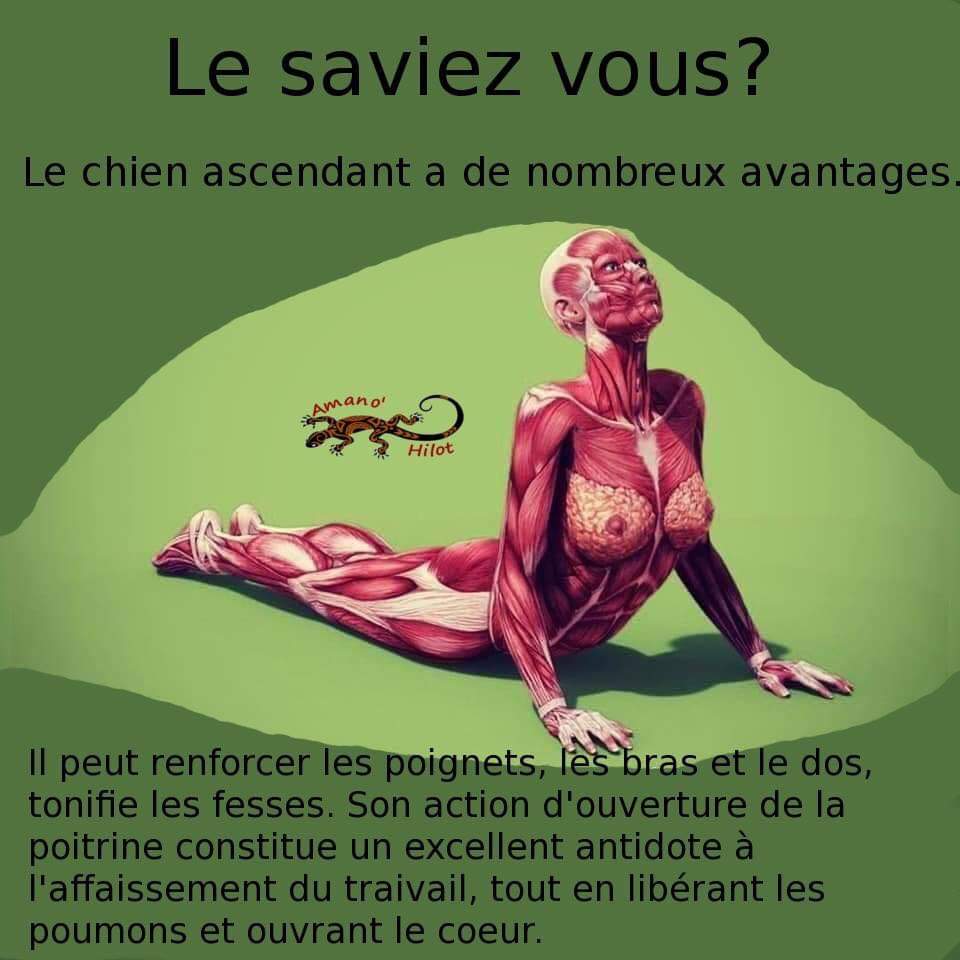 Le saviez vous?
Le chien ascendant a de nombreux avantages.
Amano'
Hilot
Il peut renforcer les poignets, les bras et le dos,
tonifie les fesses. Son action d'ouverture de la
poitrine constitue un excellent antidote à
l'affaissement du traivail, tout en libérant les
poumons et ouvrant le coeur.